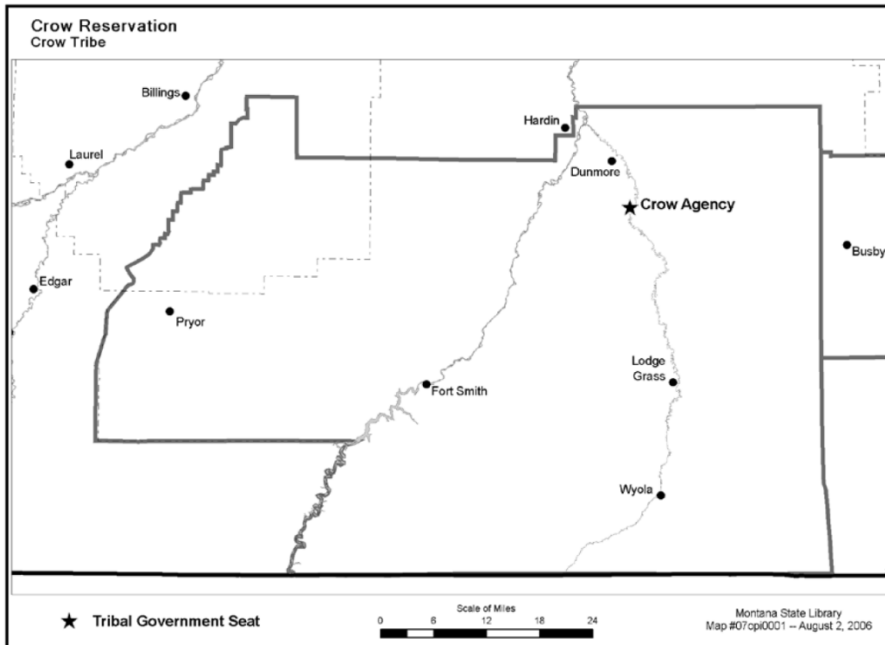 Crow Reservation
Crow Tribe
Billings
Hardin
Laurel
Dunmore
Crow Agency
Busby
Edgar
Pryor
Lodge
Grass
Fort Smith
Wyola
Tribal Government Seat
Scale of Miles
0 6 12 18 24
Montana State Library
Map #07cpi0001 -- August 2, 2006